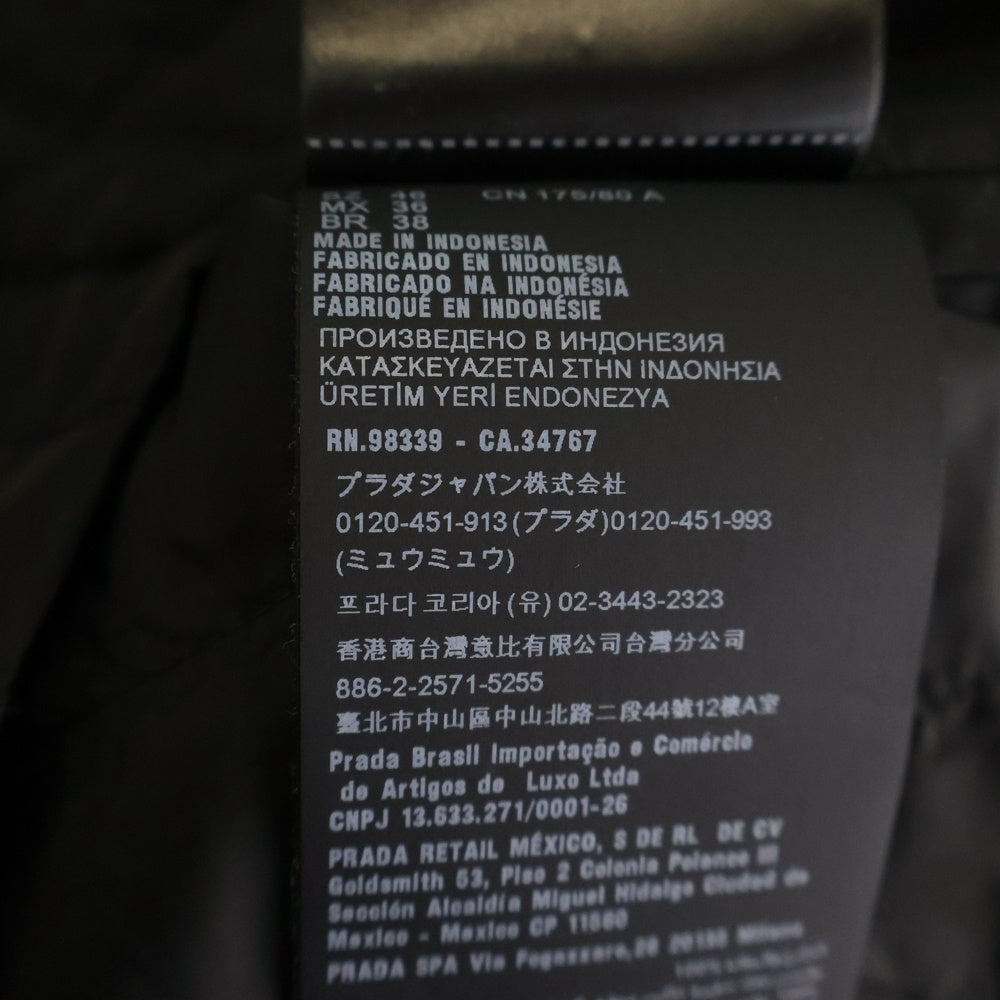 CN 175/80 A
MX 36
BR 38
MADE IN INDONESIA
FABRICADO EN INDONESIA
FABRICADO NA INDONÉSIA
FABRIQUÉ EN INDONÉSIE
ПРОИЗВЕДЕНО В ИНДОНЕЗИЯ
ΚΑΤΑΣΚΕΥΑΖΕΤΑΙ ΣΤΗΝ ΙΝΔΟΝΗΣΙΑ
ÜRETİM YERİ ENDONEZYA
RN.98339 - CA.34767
プラダジャパン株式会社
0120-451-913(プラダ)0120-451-993
(ミュウミュウ)
프라다 코리아 (유) 02-3443-2323
香港商台灣意比有限公司台灣分公司
886-2-2571-5255
臺北市中山區中山北路二段44號12樓A室
Prada Brasil Importação e Comércio
de Artigos de Luxo Ltda
CNPJ 13.633.271/0001-26
PRADA RETAIL MÉXICO, S DE RL DE CV
Goldsmith 53, Piso 2 Colonia Polanco III
Sección Alcaldía Miguel Hidalgo Ciudad de
Mexico - Mexico CP 11560
PRADA SPA Via Fogazzaro,28 20135 Milano